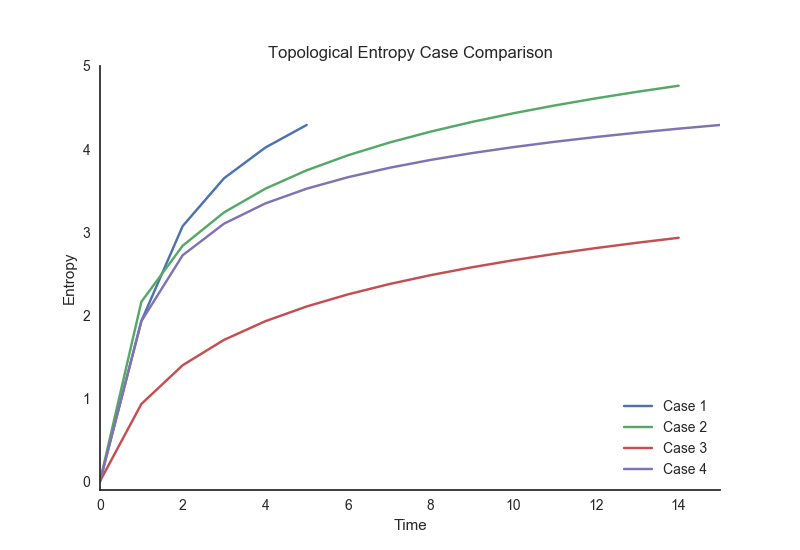 Topological Entropy Case Comparison
5
4
3
2
1
0
Entropy
0 2 4 6 8 10 12 14
Time
Case 1
Case 2
Case 3
Case 4